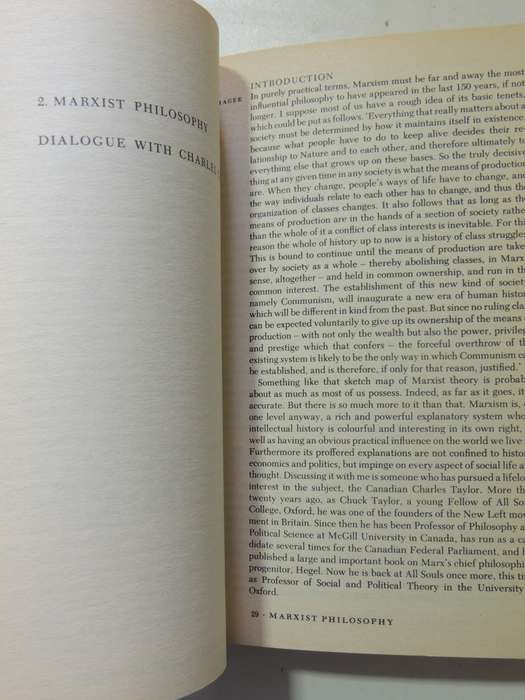 2. MARXIST PHILOSOPHY
DIALOGUE WITH CHARLES
MAGEE
INTRODUCTION
In purely practical terms, Marxism must be far and away the most
influential philosophy to have appeared in the last 150 years, if not
longer. I suppose most of us have a rough idea of its basic tenets,
which could be put as follows. 'Everything that really matters about a
society must be determined by how it maintains itself in existence,
because what people have to do to keep alive decides their re-
lationship to Nature and to each other, and therefore ultimately to
everything else that grows up on these bases. So the truly decisive
thing at any given time in any society is what the means of production
are. When they change, people's ways of life have to change, and
the way individuals relate to each other has to change, and thus the
organization of classes changes. It also follows that as long as the
means of production are in the hands of a section of society rathe
than the whole of it a conflict of class interests is inevitable. For this
reason the whole of history up to now is a history of class struggles
This is bound to continue until the means of production are take
over by society as a whole – thereby abolishing classes, in Marx
sense, altogether – and held in common ownership, and run in th
common interest. The establishment of this new kind of society
namely Communism, will inaugurate a new era of human histor
which will be different in kind from the past. But since no ruling cla
can be expected voluntarily to give up its ownership of the means
production – with not only the wealth but also the power, privileg
and prestige which that confers – the forceful overthrow of th
existing system is likely to be the only way in which Communism ca
be established, and is therefore, if only for that reason, justified.'
Something like that sketch map of Marxist theory is probab
about as much as most of us possess. Indeed, as far as it goes, it
accurate. But there is so much more to it than that. Marxism is,
one level anyway, a rich and powerful explanatory system who
intellectual history is colourful and interesting in its own right,
well as having an obvious practical influence on the world we live
Furthermore its proffered explanations are not confined to histo
economics and politics, but impinge on every aspect of social life a
thought. Discussing it with me is someone who has pursued a lifelo
interest in the subject, the Canadian Charles Taylor. More th
twenty years ago, as Chuck Taylor, a young Fellow of All So
College, Oxford, he was one of the founders of the New Left mov
ment in Britain. Since then he has been Professor of Philosophy a
Political Science at McGill University in Canada, has run as a ca
didate several times for the Canadian Federal Parliament, and h
published a large and important book on Marx's chief philosophi
progenitor, Hegel. Now he is back at All Souls once more, this ti
as Professor of Social and Political Theory in the University
Oxford.
29 · MARXIST PHILOSOPHY